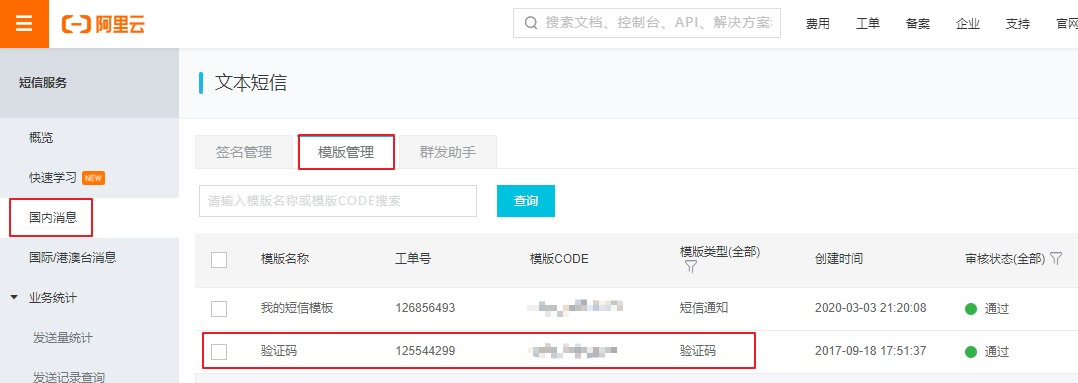 阿里云
搜索文档、控制台、API、解决方案
费用 工单 备案 企业 支持 官网
短信服务
文本短信
概览
快速学习 NEW
国内消息
国际/港澳台消息
业务统计
发送量统计
发送记录查询
签名管理 模版管理 群发助手
请输入模版名称或模版CODE搜索 查询
模版名称 工单号 模版CODE 模版类型(全部) 创建时间 审核状态(全部)
我的短信模板 126856493 短信通知 2020-03-03 21:20:08 通过
验证码 125544299 验证码 2017-09-18 17:51:37 通过